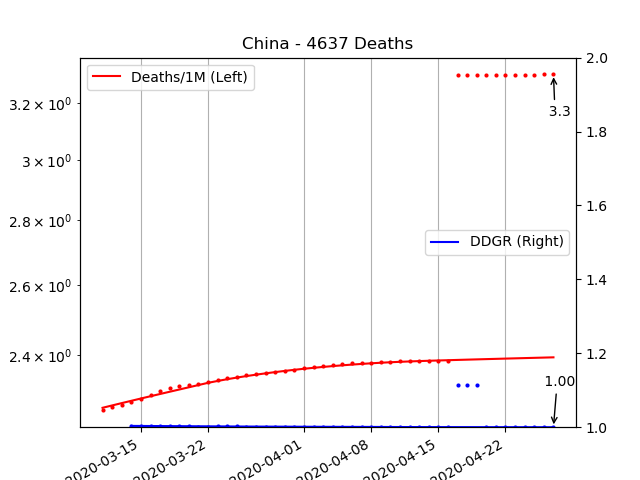 China - 4637 Deaths
Deaths/1M (Left)
DDGR (Right)
3.2 × 10⁰
3 × 10⁰
2.8 × 10⁰
2.6 × 10⁰
2.4 × 10⁰
2.0
1.8
1.6
1.4
1.2
1.0
3.3
1.00
2020-03-15
2020-03-22
2020-04-01
2020-04-08
2020-04-15
2020-04-22